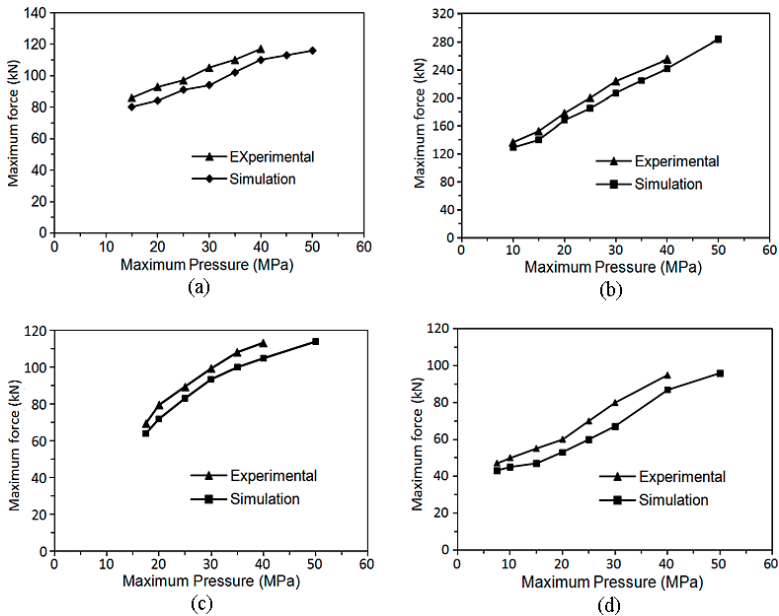 140
120
100
80
60
40
20
0
Maximum force (kN)
EXperimental
Simulation
0 10 20 30 40 50 60
Maximum Pressure (MPa)
(a)
320
280
240
200
160
120
80
40
0
Maximum force (kN)
Experimental
Simulation
0 10 20 30 40 50 60
Maximum Pressure (MPa)
(b)
120
100
80
60
40
20
0
Maximum force (kN)
Experimental
Simulation
0 10 20 30 40 50 60
Maximum Pressure (MPa)
(c)
120
100
80
60
40
20
0
Maximum force (kN)
Experimental
Simulation
0 10 20 30 40 50 60
Maximum Pressure (MPa)
(d)